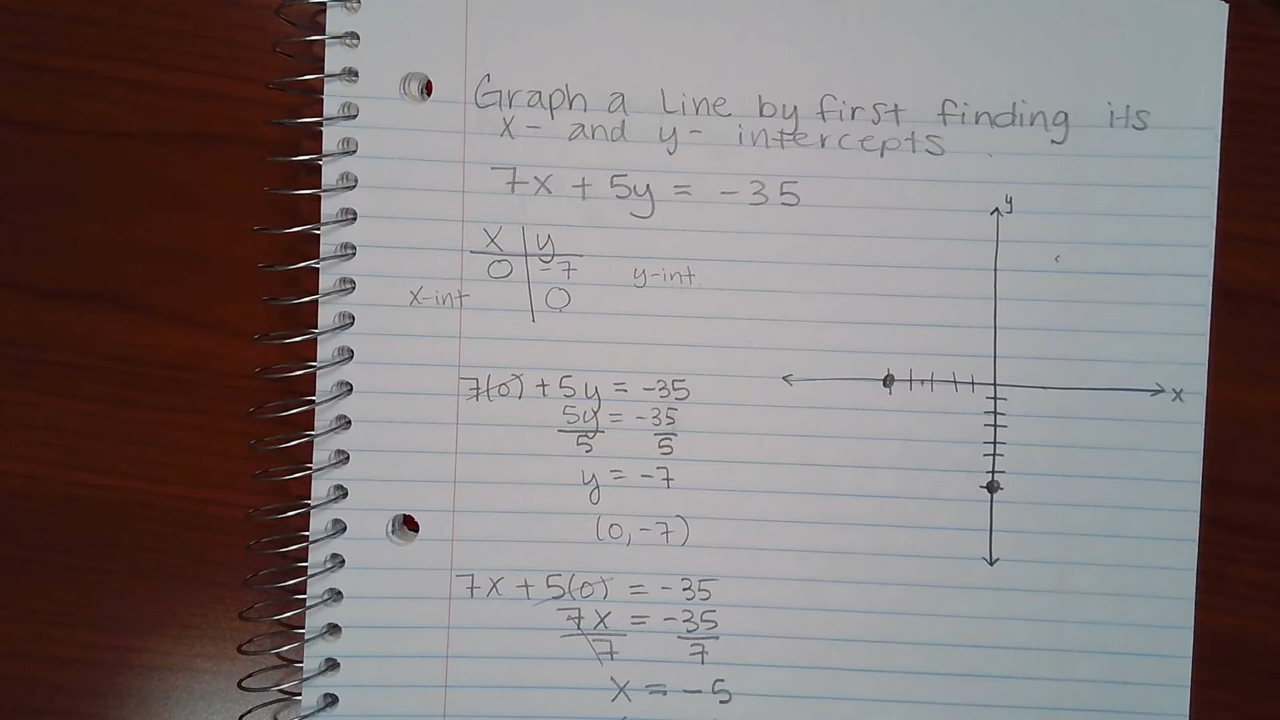 Graph a Line by first finding its
x- and y- intercepts
7x + 5y = -35
y
x | y
0 | -7 y-int.
x-int | 0
x
7(0) + 5y = -35
5y = -35
5 5
y = -7
(0, -7)
7x + 5(0) = -35
7x = -35
7 7
x = -5